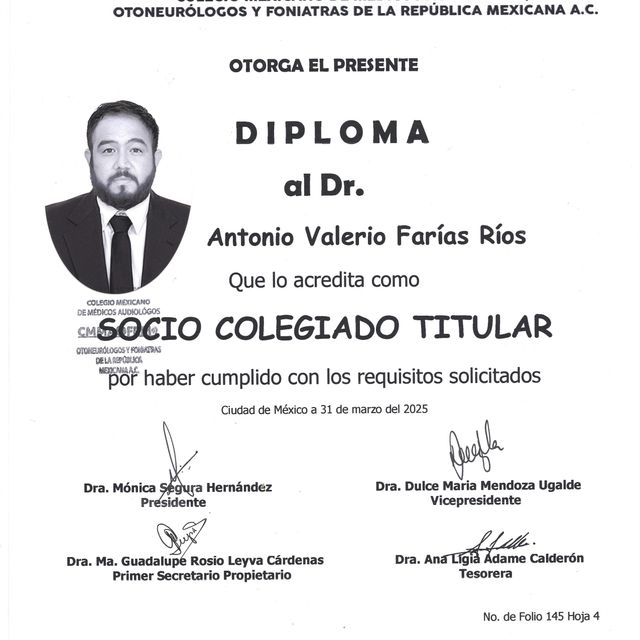 OTONEURÓLOGOS Y FONIATRAS DE LA REPÚBLICA MEXICANA A.C.
OTORGA EL PRESENTE
DIPLOMA
al Dr.
Antonio Valerio Farías Ríos
Que lo acredita como
COLEGIO MEXICANO
DE MÉDICOS AUDIOLÓGOS
SOCIO COLEGIADO TITULAR
OTONEURÓLOGOS Y FONIATRAS
DE LA REPÚBLICA
MEXICANA A.C.
por haber cumplido con los requisitos solicitados
Ciudad de México a 31 de marzo del 2025
Dra. Mónica Segura Hernández
Presidente
Dra. Dulce Maria Mendoza Ugalde
Vicepresidente
Dra. Ma. Guadalupe Rosio Leyva Cárdenas
Primer Secretario Propietario
Dra. Ana Ligia Adame Calderón
Tesorera
No. de Folio 145 Hoja 4